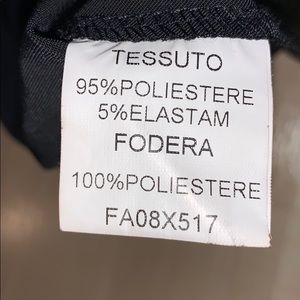 TESSUTO
95%POLIESTERE
5%ELASTAM
FODERA
100%POLIESTERE
FA08X517